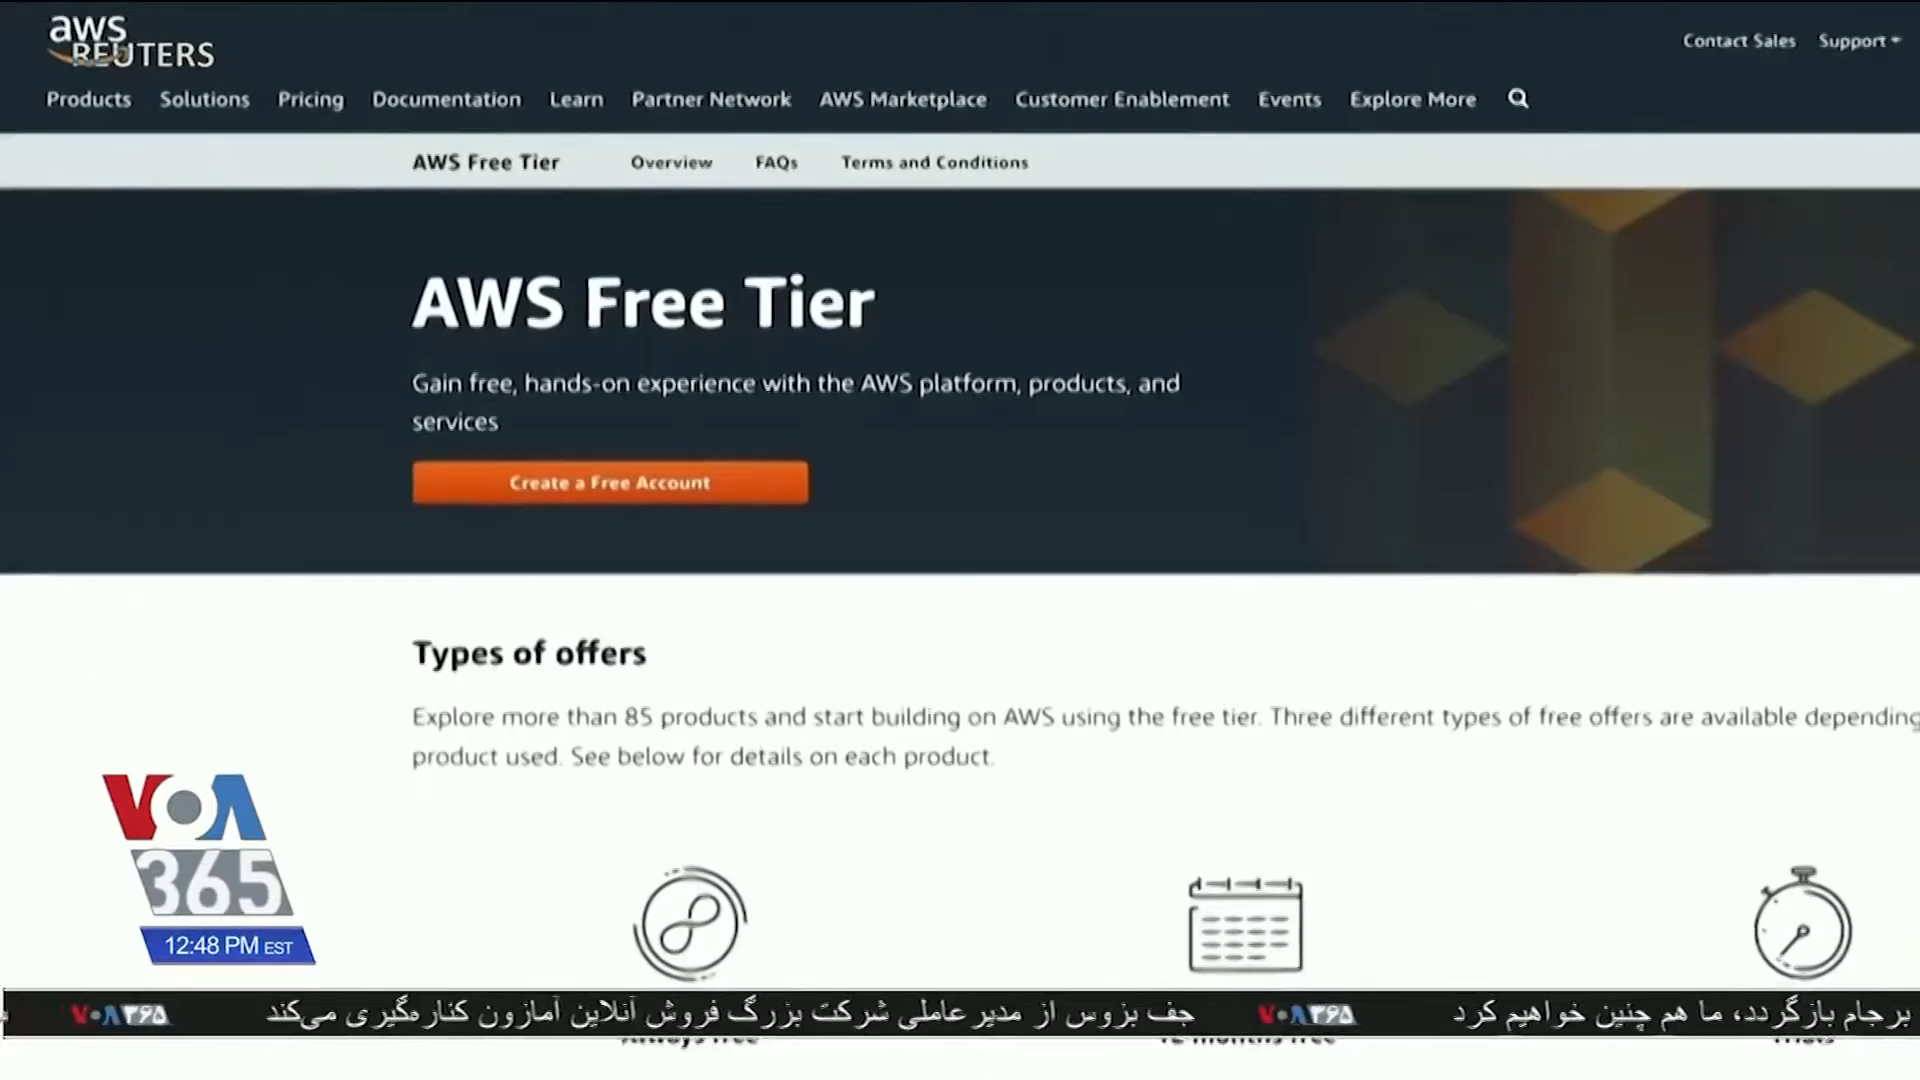 aws
REUTERS
Contact Sales Support
Products Solutions Pricing Documentation Learn Partner Network AWS Marketplace Customer Enablement Events Explore More
AWS Free Tier Overview FAQs Terms and Conditions
AWS Free Tier
Gain free, hands-on experience with the AWS platform, products, and
services
Create a Free Account
Types of offers
Explore more than 85 products and start building on AWS using the free tier. Three different types of free offers are available depending
product used. See below for details on each product.
VOA
365
12:48 PM EST
برجام بازگردد، ما هم چنین خواهیم کرد VOA۳۶۵ جف بزوس از مدیرعاملی شرکت بزرگ فروش آنلاین آمازون کناره‌گیری می‌کند VOA۳۶۵